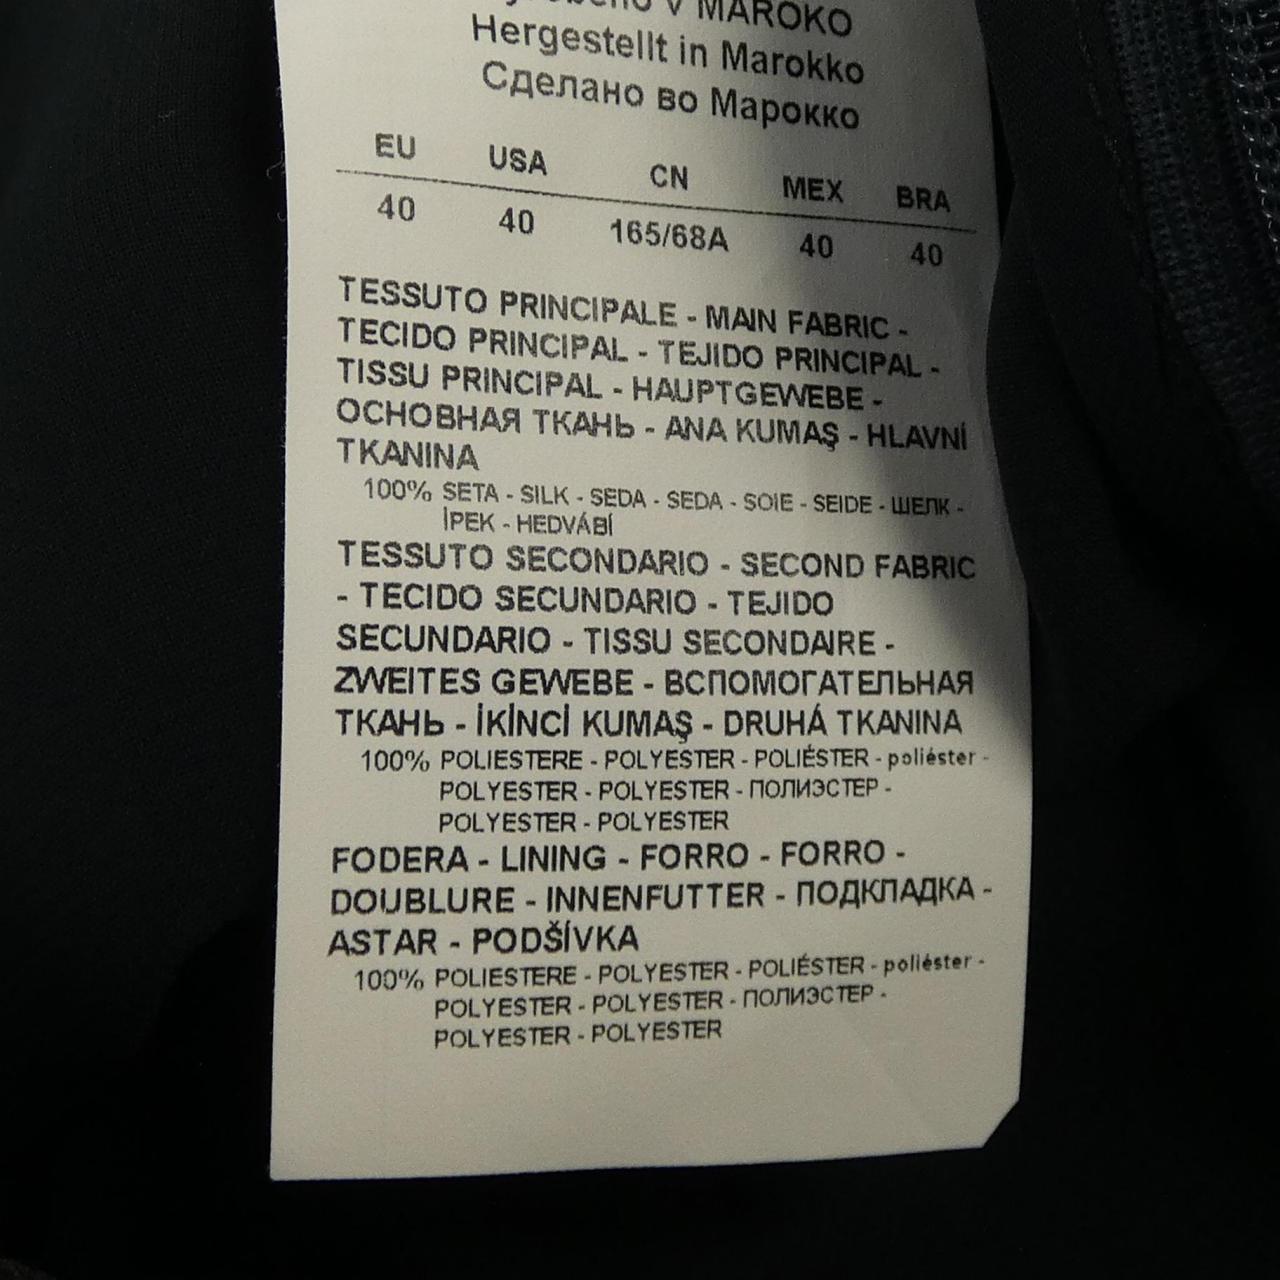 V MAROKO
Hergestellt in Marokko
Сделано во Марокко
EU USA CN MEX BRA
40 40 165/68A 40 40
TESSUTO PRINCIPALE - MAIN FABRIC -
TECIDO PRINCIPAL - TEJIDO PRINCIPAL -
TISSU PRINCIPAL - HAUPTGEWEBE -
ОСНОВНАЯ ТКАНЬ - ANA KUMAŞ - HLAVNÍ
TKANINA
100% SETA - SILK - SEDA - SEDA - SOIE - SEIDE - ШЕЛК -
İPEK - HEDVÁBÍ
TESSUTO SECONDARIO - SECOND FABRIC
- TECIDO SECUNDARIO - TEJIDO
SECUNDARIO - TISSU SECONDAIRE -
ZWEITES GEWEBE - ВСПОМОГАТЕЛЬНАЯ
ТКАНЬ - İKİNCİ KUMAŞ - DRUHÁ TKANINA
100% POLIESTERE - POLYESTER - POLIÉSTER - poliéster -
POLYESTER - POLYESTER - ПОЛИЭСТЕР -
POLYESTER - POLYESTER
FODERA - LINING - FORRO - FORRO -
DOUBLURE - INNENFUTTER - ПОДКЛАДКА -
ASTAR - PODŠÍVKA
100% POLIESTERE - POLYESTER - POLIÉSTER - poliéster -
POLYESTER - POLYESTER - ПОЛИЭСТЕР -
POLYESTER - POLYESTER